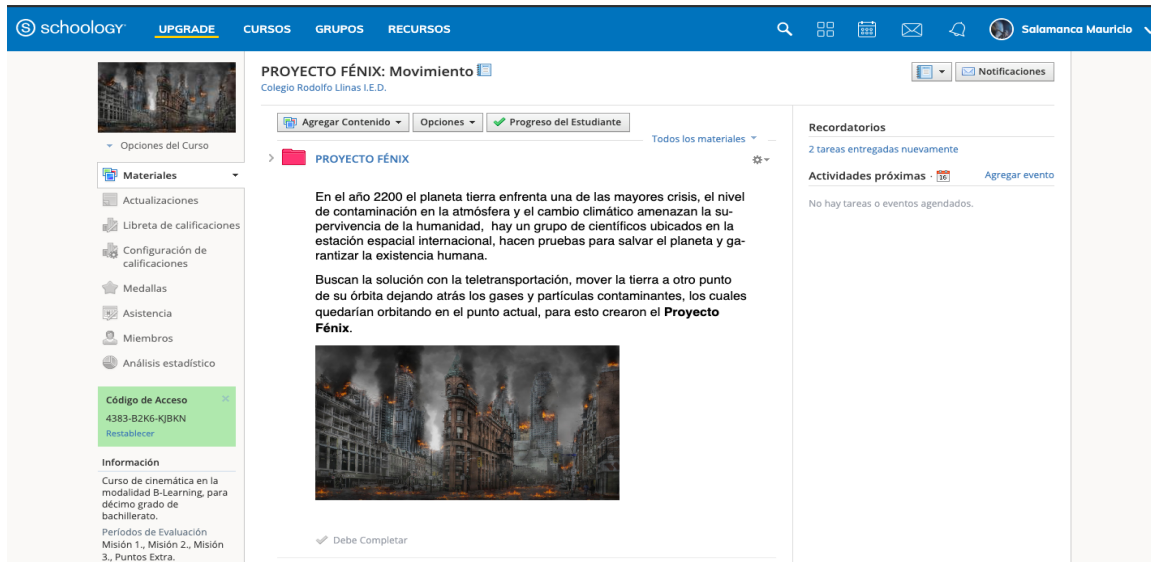 schoology
UPGRADE CURSOS GRUPOS RECURSOS
Salamanca Mauricio
PROYECTO FÉNIX: Movimiento
Colegio Rodolfo Llinas I.E.D.
Notificaciones
Opciones del Curso
Materiales
Actualizaciones
Libreta de calificaciones
Configuración de
calificaciones
Medallas
Asistencia
Miembros
Análisis estadístico
Código de Acceso
4383-B2K6-KJBKN
Restablecer
Información
Curso de cinemática en la
modalidad B-Learning, para
décimo grado de
bachillerato.
Períodos de Evaluación
Misión 1., Misión 2., Misión
3., Puntos Extra.
Agregar Contenido Opciones Progreso del Estudiante
Todos los materiales
PROYECTO FÉNIX
En el año 2200 el planeta tierra enfrenta una de las mayores crisis, el nivel
de contaminación en la atmósfera y el cambio climático amenazan la su-
pervivencia de la humanidad, hay un grupo de científicos ubicados en la
estación espacial internacional, hacen pruebas para salvar el planeta y ga-
rantizar la existencia humana.
Buscan la solución con la teletransportación, mover la tierra a otro punto
de su órbita dejando atrás los gases y partículas contaminantes, los cuales
quedarían orbitando en el punto actual, para esto crearon el Proyecto
Fénix.
Debe Completar
Recordatorios
2 tareas entregadas nuevamente
Actividades próximas · 16 Agregar evento
No hay tareas o eventos agendados.